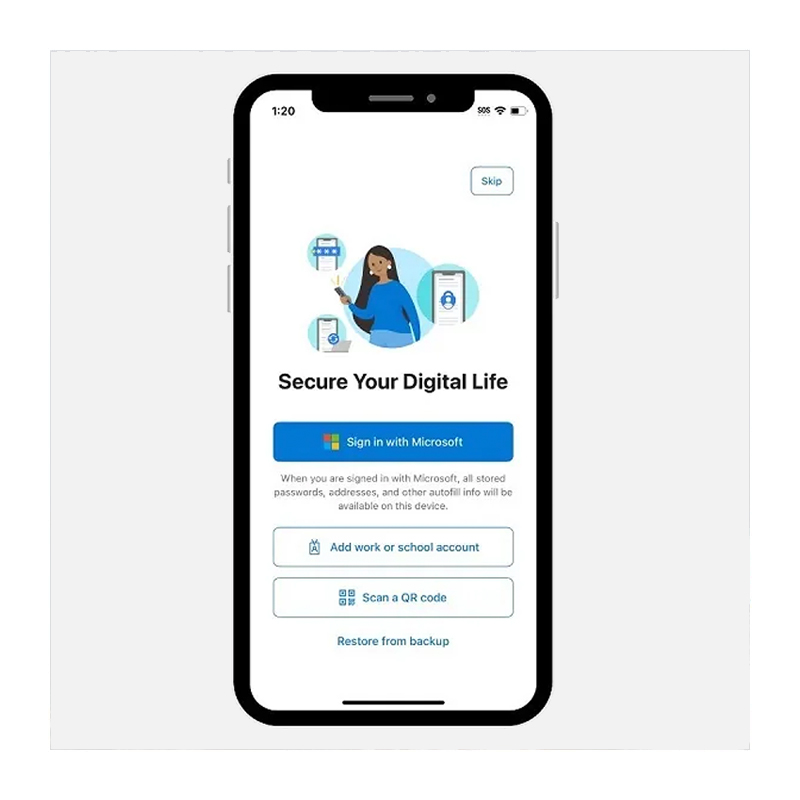 1:20
SOS
Skip
Secure Your Digital Life
Sign in with Microsoft
When you are signed in with Microsoft, all stored
passwords, addresses, and other autofill info will be
available on this device.
Add work or school account
Scan a QR code
Restore from backup